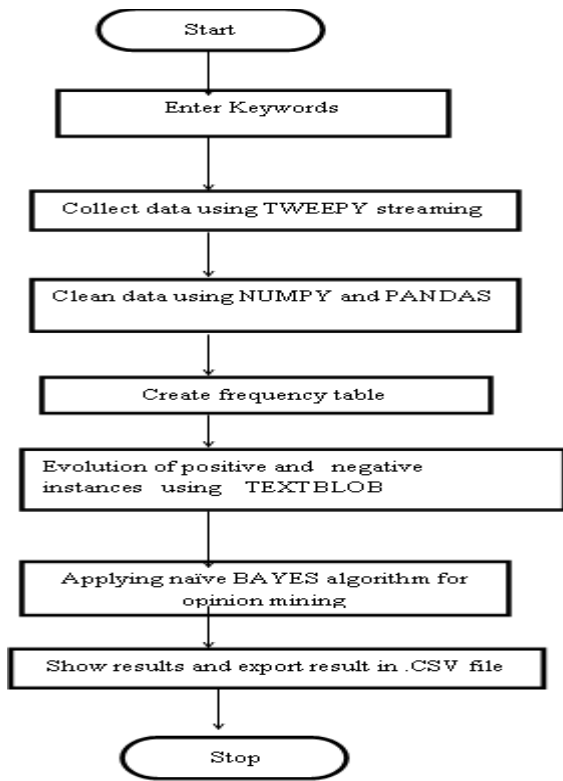 Start
Enter Keywords
Collect data using TWEEPY streaming
Clean data using NUMPY and PANDAS
Create frequency table
Evolution of positive and negative
instances using TEXTBLOB
Applying naïve BAYES algorithm for
opinion mining
Show results and export result in .CSV file
Stop